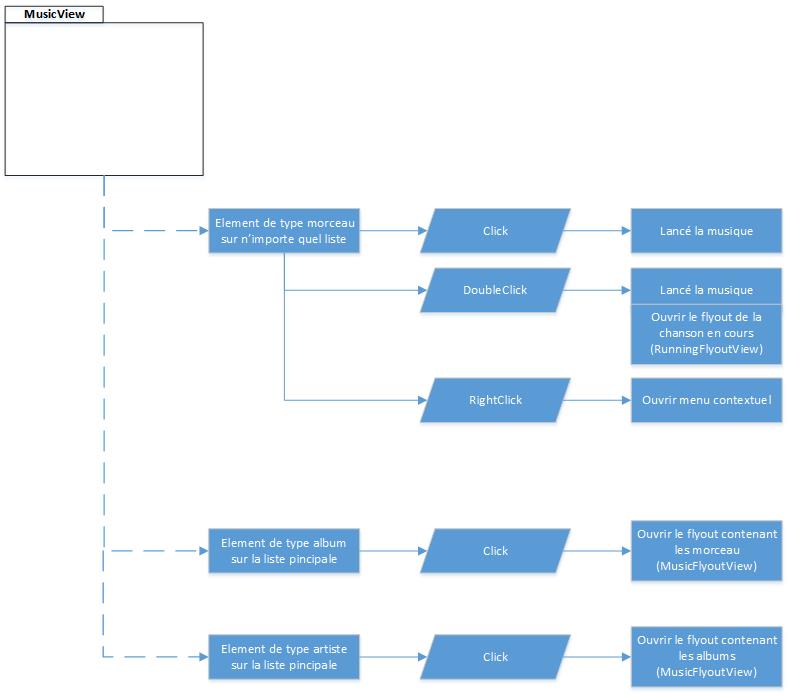 MusicView
Element de type morceau
sur n'importe quel liste
Click
Lancé la musique
DoubleClick
Lancé la musique
Ouvrir le flyout de la
chanson en cours
(RunningFlyoutView)
RightClick
Ouvrir menu contextuel
Element de type album
sur la liste pincipale
Click
Ouvrir le flyout contenant
les morceau
(MusicFlyoutView)
Element de type artiste
sur la liste pincipale
Click
Ouvrir le flyout contenant
les albums
(MusicFlyoutView)